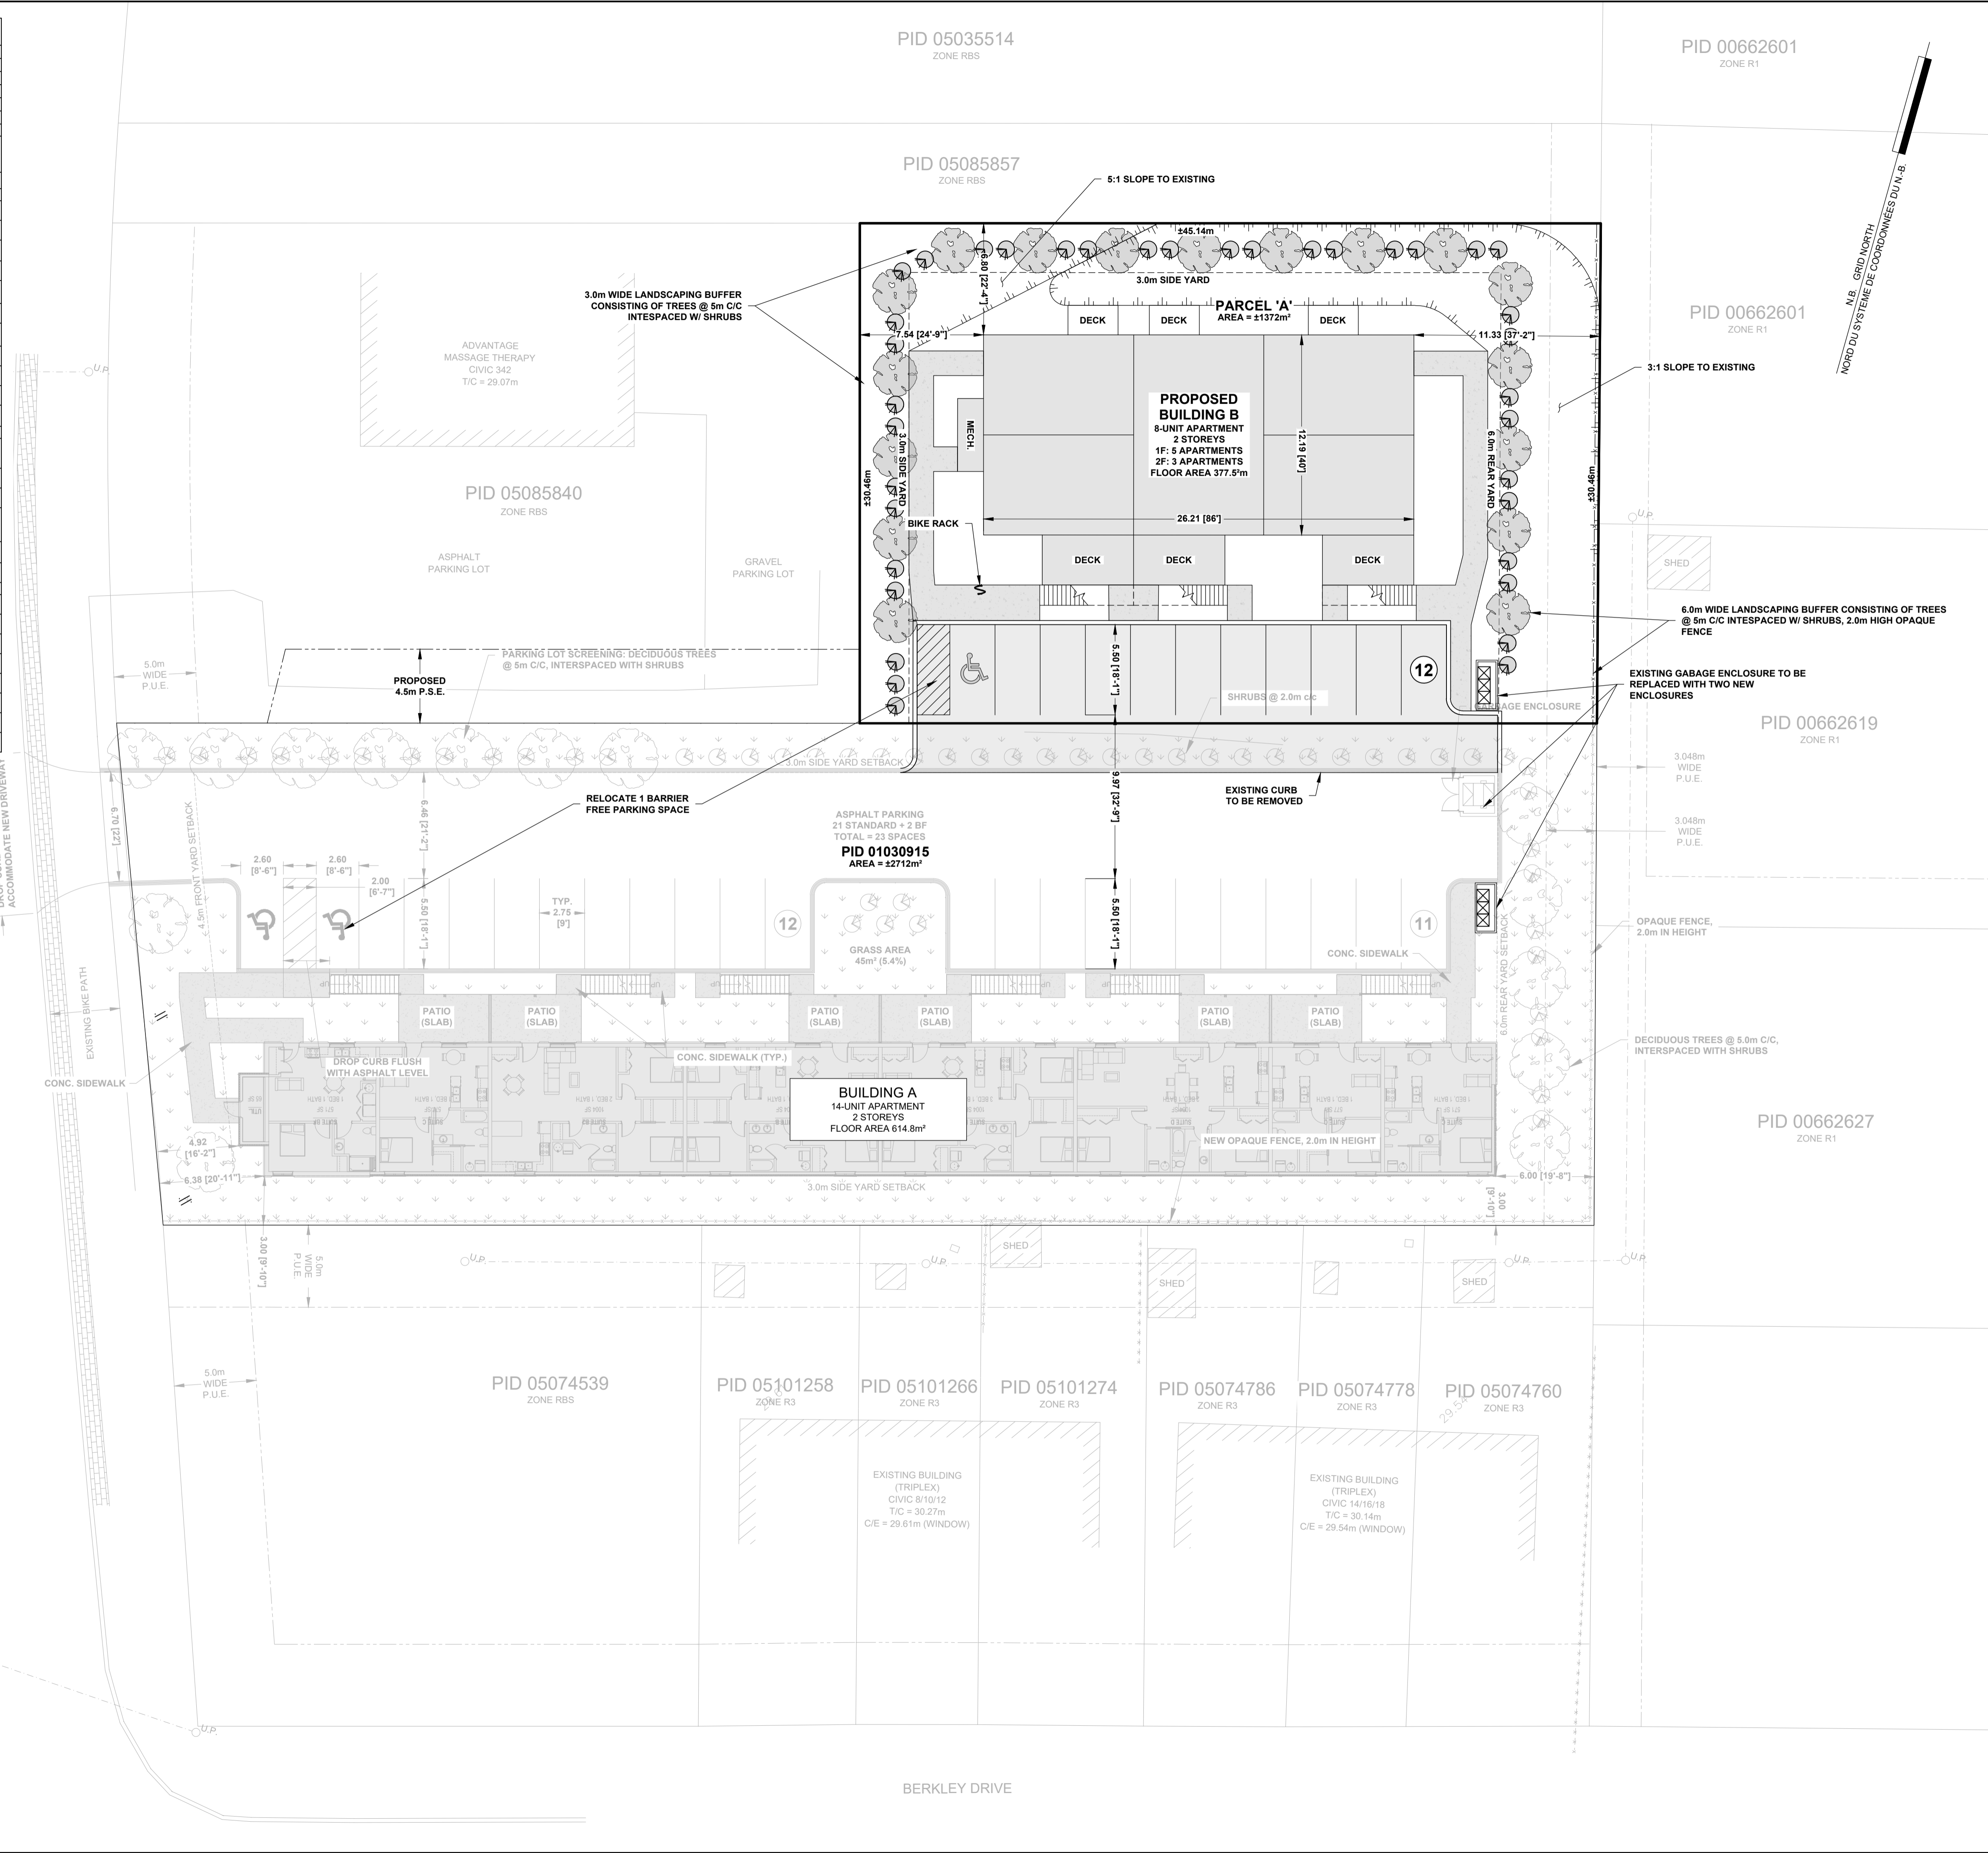 PID 05035514
ZONE RBS
PID 00662601
ZONE R1
N.B. GRID NORTH
NORD DU SYSTEME DE COORDONNÉES DU N.-B.
PID 05085857
ZONE RBS
5:1 SLOPE TO EXISTING
±45.14m
6.80 [22'-4"]
3.0m SIDE YARD
3.0m WIDE LANDSCAPING BUFFER
CONSISTING OF TREES @ 5m C/C
INTESPACED W/ SHRUBS
PARCEL 'A'
AREA = ±1372m²
DECK
DECK
DECK
7.54 [24'-9"]
11.33 [37'-2"]
PID 00662601
ZONE R1
3:1 SLOPE TO EXISTING
U.P.
ADVANTAGE
MASSAGE THERAPY
CIVIC 342
T/C = 29.07m
PROPOSED
BUILDING B
8-UNIT APARTMENT
2 STOREYS
1F: 5 APARTMENTS
2F: 3 APARTMENTS
FLOOR AREA 377.5²m
MECH.
12.19 [40']
3.0m SIDE YARD
6.0m REAR YARD
±30.46m
±30.46m
PID 05085840
ZONE RBS
BIKE RACK
26.21 [86']
U.P.
ASPHALT
PARKING LOT
GRAVEL
PARKING LOT
DECK
DECK
DECK
SHED
6.0m WIDE LANDSCAPING BUFFER CONSISTING OF TREES
@ 5m C/C INTESPACED W/ SHRUBS, 2.0m HIGH OPAQUE
FENCE
5.0m
WIDE
P.U.E.
PROPOSED
4.5m P.S.E.
PARKING LOT SCREENING: DECIDUOUS TREES
@ 5m C/C, INTERSPACED WITH SHRUBS
5.50 [18'-1"]
12
SHRUBS @ 2.0m c/c
EXISTING GABAGE ENCLOSURE TO BE
REPLACED WITH TWO NEW
ENCLOSURES
GARBAGE ENCLOSURE
PID 00662619
ZONE R1
3.0m SIDE YARD SETBACK
3.048m
WIDE
P.U.E.
ACCOMMODATE NEW DRIVEWAY
6.70 [22']
4.5m FRONT YARD SETBACK
6.46 [21'-2"]
RELOCATE 1 BARRIER
FREE PARKING SPACE
9.97 [32'-9"]
EXISTING CURB
TO BE REMOVED
ASPHALT PARKING
21 STANDARD + 2 BF
TOTAL = 23 SPACES
PID 01030915
AREA = ±2712m²
3.048m
WIDE
P.U.E.
2.60
[8'-6"]
2.60
[8'-6"]
2.00
[6'-7"]
5.50 [18'-1"]
TYP.
2.75
[9']
12
GRASS AREA
45m² (5.4%)
5.50 [18'-1"]
11
CONC. SIDEWALK
OPAQUE FENCE,
2.0m IN HEIGHT
6.0m REAR YARD SETBACK
EXISTING BIKE PATH
UP
UP
UP
UP
UP
UP
PATIO
(SLAB)
PATIO
(SLAB)
PATIO
(SLAB)
PATIO
(SLAB)
PATIO
(SLAB)
PATIO
(SLAB)
DECIDUOUS TREES @ 5.0m C/C,
INTERSPACED WITH SHRUBS
CONC. SIDEWALK
DROP CURB FLUSH
WITH ASPHALT LEVEL
CONC. SIDEWALK (TYP.)
BUILDING A
14-UNIT APARTMENT
2 STOREYS
FLOOR AREA 614.8m²
PID 00662627
ZONE R1
NEW OPAQUE FENCE, 2.0m IN HEIGHT
4.92
[16'-2"]
6.38 [20'-11"]
3.0m SIDE YARD SETBACK
6.00 [19'-8"]
3.00
[9'-10"]
3.00 [9'-10"]
5.0m
WIDE
P.U.E.
U.P.
U.P.
SHED
SHED
SHED
U.P.
U.P.
5.0m
WIDE
P.U.E.
PID 05074539
ZONE RBS
PID 05101258
ZONE R3
PID 05101266
ZONE R3
PID 05101274
ZONE R3
PID 05074786
ZONE R3
PID 05074778
ZONE R3
PID 05074760
ZONE R3
EXISTING BUILDING
(TRIPLEX)
CIVIC 8/10/12
T/C = 30.27m
C/E = 29.61m (WINDOW)
EXISTING BUILDING
(TRIPLEX)
CIVIC 14/16/18
T/C = 30.14m
C/E = 29.54m (WINDOW)
U.P.
BERKLEY DRIVE